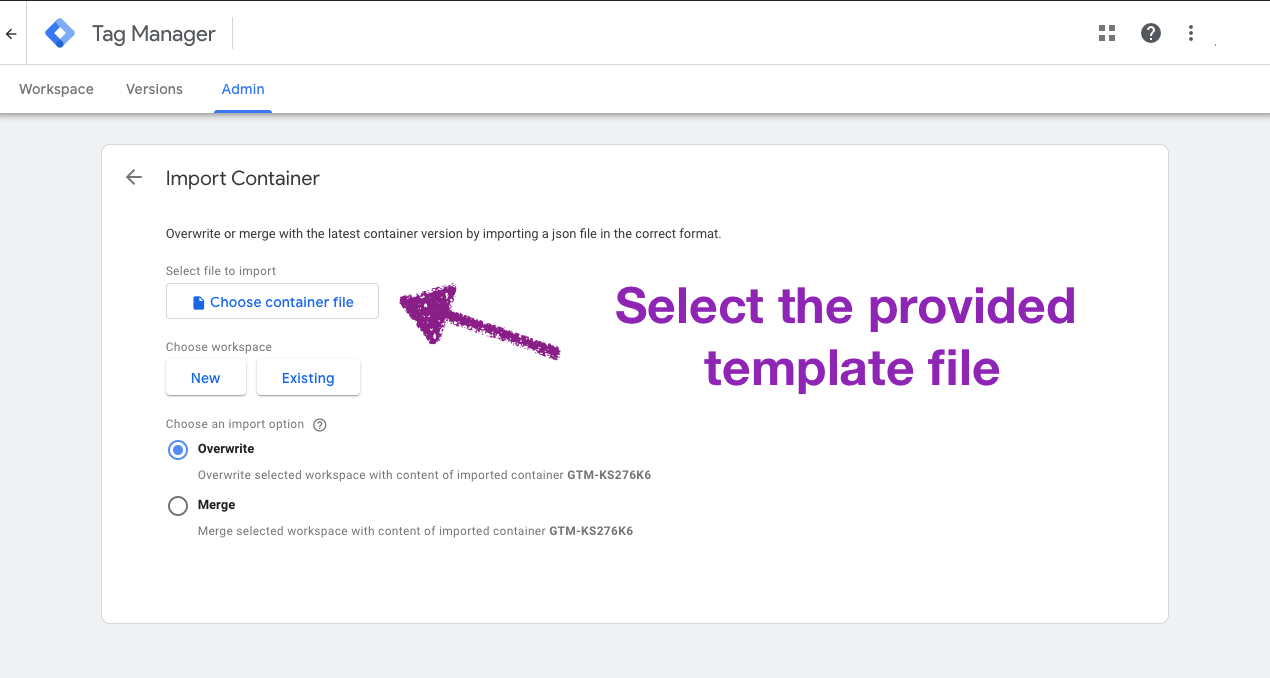 Tag Manager
Workspace Versions Admin
Import Container
Overwrite or merge with the latest container version by importing a json file in the correct format.
Select file to import
Choose container file
Select the provided
template file
Choose workspace
New Existing
Choose an import option
Overwrite
Overwrite selected workspace with content of imported container GTM-KS276K6
Merge
Merge selected workspace with content of imported container GTM-KS276K6